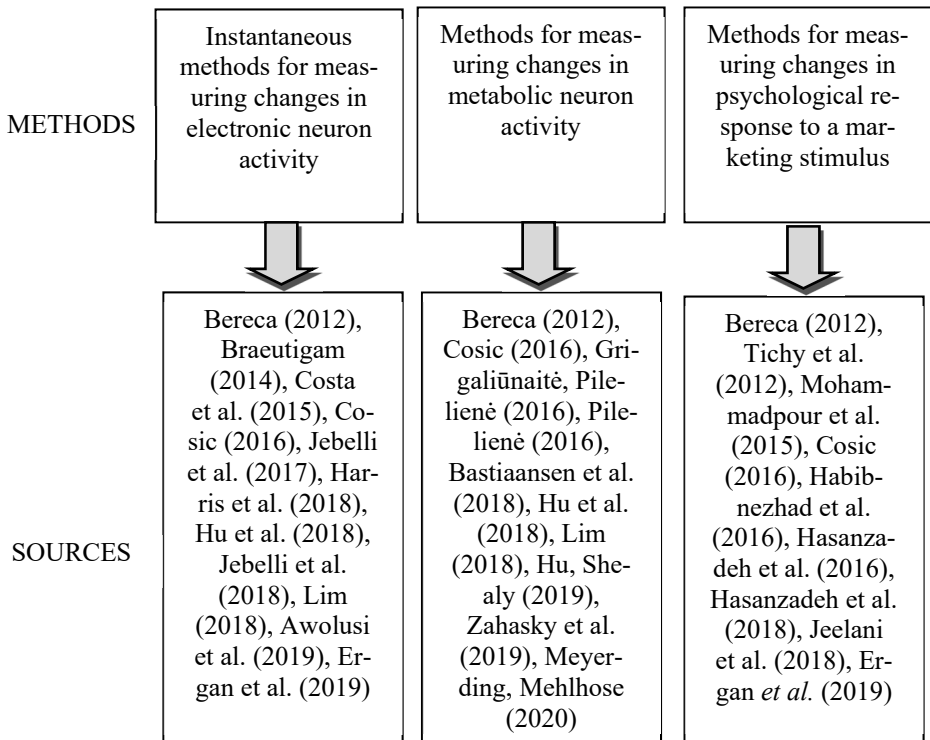 METHODS
Instantaneous
methods for meas-
uring changes in
electronic neuron
activity
Methods for meas-
uring changes in
metabolic neuron
activity
Methods for meas-
uring changes in
psychological re-
sponse to a mar-
keting stimulus
SOURCES
Bereca (2012),
Braeutigam
(2014), Costa
et al. (2015), Co-
sic (2016), Jebelli
et al. (2017), Har-
ris et al. (2018),
Hu et al. (2018),
Jebelli et al.
(2018), Lim
(2018), Awolusi
et al. (2019), Er-
gan et al. (2019)
Bereca (2012),
Cosic (2016), Gri-
galiūnaitė, Pile-
lienė (2016), Pile-
lienė (2016),
Bastiaansen et al.
(2018), Hu et al.
(2018), Lim
(2018), Hu, She-
aly (2019),
Zahasky et al.
(2019), Meyer-
ding, Mehlhose
(2020)
Bereca (2012),
Tichy et al.
(2012), Moham-
madpour et al.
(2015), Cosic
(2016), Habib-
nezhad et al.
(2016), Hasanza-
deh et al. (2016),
Hasanzadeh et al.
(2018), Jeelani et
al. (2018), Er-
gan et al. (2019)